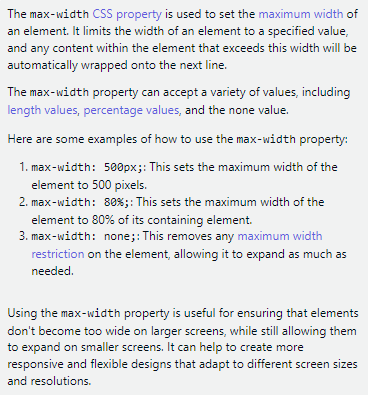 The max-width CSS property is used to set the maximum width of
an element. It limits the width of an element to a specified value,
and any content within the element that exceeds this width will be
automatically wrapped onto the next line.
The max-width property can accept a variety of values, including
length values, percentage values, and the none value.
Here are some examples of how to use the max-width property:
1. max-width: 500px;: This sets the maximum width of the
element to 500 pixels.
2. max-width: 80%;: This sets the maximum width of the
element to 80% of its containing element.
3. max-width: none;: This removes any maximum width
restriction on the element, allowing it to expand as much as
needed.
Using the max-width property is useful for ensuring that elements
don't become too wide on larger screens, while still allowing them
to expand on smaller screens. It can help to create more
responsive and flexible designs that adapt to different screen sizes
and resolutions.